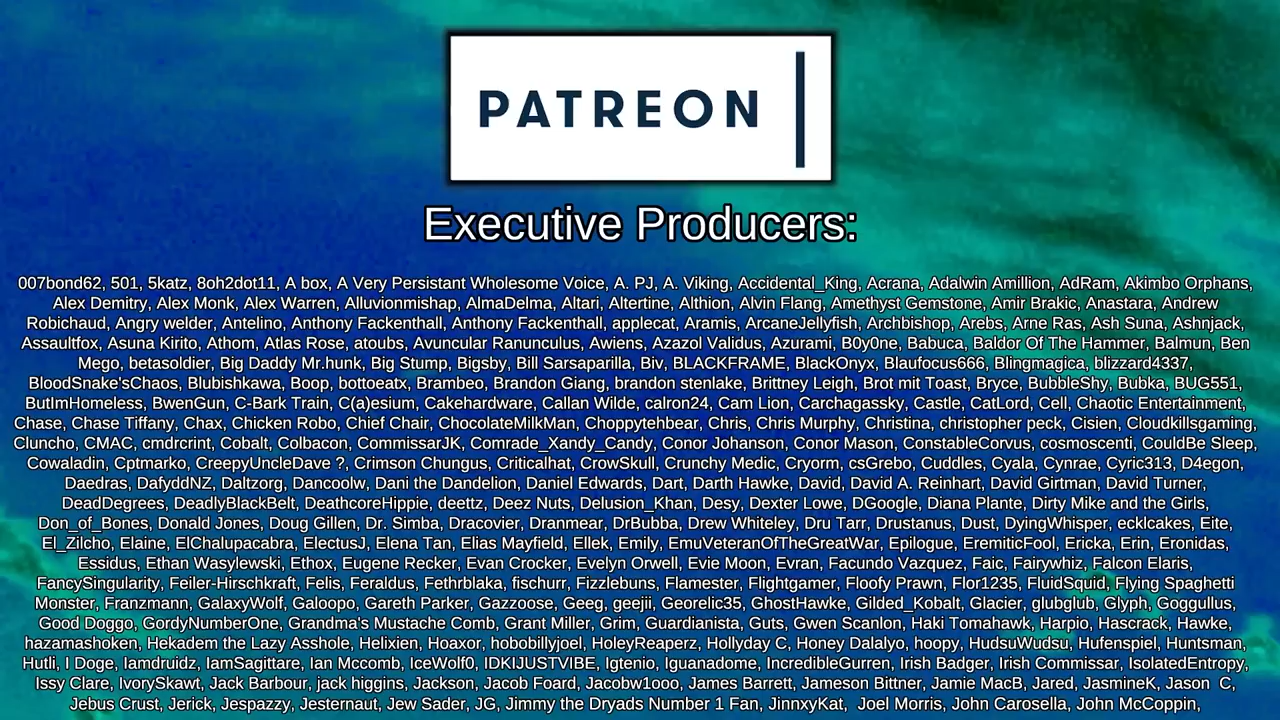 PATREON
Executive Producers:
007bond62, 501, 5katz, 8oh2dot11, A box, A Very Persistant Wholesome Voice, A. PJ, A. Viking, Accidental_King, Acrana, Adalwin Amillion, AdRam, Akimbo Orphans,
Alex Demitry, Alex Monk, Alex Warren, Alluvionmishap, AlmaDelma, Altari, Altertine, Althion, Alvin Flang, Amethyst Gemstone, Amir Brakic, Anastara, Andrew
Robichaud, Angry welder, Antelino, Anthony Fackenthall, Anthony Fackenthall, applecat, Aramis, ArcaneJellyfish, Archbishop, Arebs, Arne Ras, Ash Suna, Ashnjack,
Assaultfox, Asuna Kirito, Athom, Atlas Rose, atoubs, Avuncular Ranunculus, Awiens, Azazol Validus, Azurami, B0y0ne, Babuca, Baldor Of The Hammer, Balmun, Ben
Mego, betasoldier, Big Daddy Mr.hunk, Big Stump, Bigsby, Bill Sarsaparilla, Biv, BLACKFRAME, BlackOnyx, Blaufocus666, Blingmagica, blizzard4337,
BloodSnake'sChaos, Blubishkawa, Boop, bottoeatx, Brambeo, Brandon Giang, brandon stenlake, Brittney Leigh, Brot mit Toast, Bryce, BubbleShy, Bubka, BUG551,
ButImHomeless, BwenGun, C-Bark Train, C(a)esium, Cakehardware, Callan Wilde, calron24, Cam Lion, Carchagassky, Castle, CatLord, Cell, Chaotic Entertainment,
Chase, Chase Tiffany, Chax, Chicken Robo, Chief Chair, ChocolateMilkMan, Choppytehbear, Chris, Chris Murphy, Christina, christopher peck, Cisien, Cloudkillsgaming,
Cluncho, CMAC, cmdrcrint, Cobalt, Colbacon, CommissarJK, Comrade_Xandy_Candy, Conor Johanson, Conor Mason, ConstableCorvus, cosmoscenti, CouldBe Sleep,
Cowaladin, Cptmarko, CreepyUncleDave ?, Crimson Chungus, Criticalhat, CrowSkull, Crunchy Medic, Cryorm, csGrebo, Cuddles, Cyala, Cynrae, Cyric313, D4egon,
Daedras, DafyddNZ, Daltzorg, Dancoolw, Dani the Dandelion, Daniel Edwards, Dart, Darth Hawke, David, David A. Reinhart, David Girtman, David Turner,
DeadDegrees, DeadlyBlackBelt, DeathcoreHippie, deettz, Deez Nuts, Delusion_Khan, Desy, Dexter Lowe, DGoogle, Diana Plante, Dirty Mike and the Girls,
Don_of_Bones, Donald Jones, Doug Gillen, Dr. Simba, Dracovier, Dranmear, DrBubba, Drew Whiteley, Dru Tarr, Drustanus, Dust, DyingWhisper, ecklcakes, Eite,
El_Zilcho, Elaine, ElChalupacabra, ElectusJ, Elena Tan, Elias Mayfield, Ellek, Emily, EmuVeteranOfTheGreatWar, Epilogue, EremiticFool, Ericka, Erin, Eronidas,
Essidus, Ethan Wasylewski, Ethox, Eugene Recker, Evan Crocker, Evelyn Orwell, Evie Moon, Evran, Facundo Vazquez, Faic, Fairywhiz, Falcon Elaris,
FancySingularity, Feiler-Hirschkraft, Felis, Feraldus, Fethrblaka, fischurr, Fizzlebuns, Flamester, Flightgamer, Floofy Prawn, Flor1235, FluidSquid, Flying Spaghetti
Monster, Franzmann, GalaxyWolf, Galoopo, Gareth Parker, Gazzoose, Geeg, geejii, Georelic35, GhostHawke, Gilded_Kobalt, Glacier, glubglub, Glyph, Goggullus,
Good Doggo, GordyNumberOne, Grandma's Mustache Comb, Grant Miller, Grim, Guardianista, Guts, Gwen Scanlon, Haki Tomahawk, Harpio, Hascrack, Hawke,
hazamashoken, Hekadem the Lazy Asshole, Helixien, Hoaxor, hobobillyjoel, HoleyReaperz, Hollyday C, Honey Dalalyo, hoopy, HudsuWudsu, Hufenspiel, Huntsman,
Hutli, I Doge, Iamdruidz, IamSagittare, Ian Mccomb, IceWolf0, IDKIJUSTVIBE, Igtenio, Iguanadome, IncredibleGurren, Irish Badger, Irish Commissar, IsolatedEntropy,
Issy Clare, IvorySkawt, Jack Barbour, jack higgins, Jackson, Jacob Foard, Jacobw1ooo, James Barrett, Jameson Bittner, Jamie MacB, Jared, JasmineK, Jason  C,
Jebus Crust, Jerick, Jespazzy, Jesternaut, Jew Sader, JG, Jimmy the Dryads Number 1 Fan, JinnxyKat,  Joel Morris, John Carosella, John McCoppin,